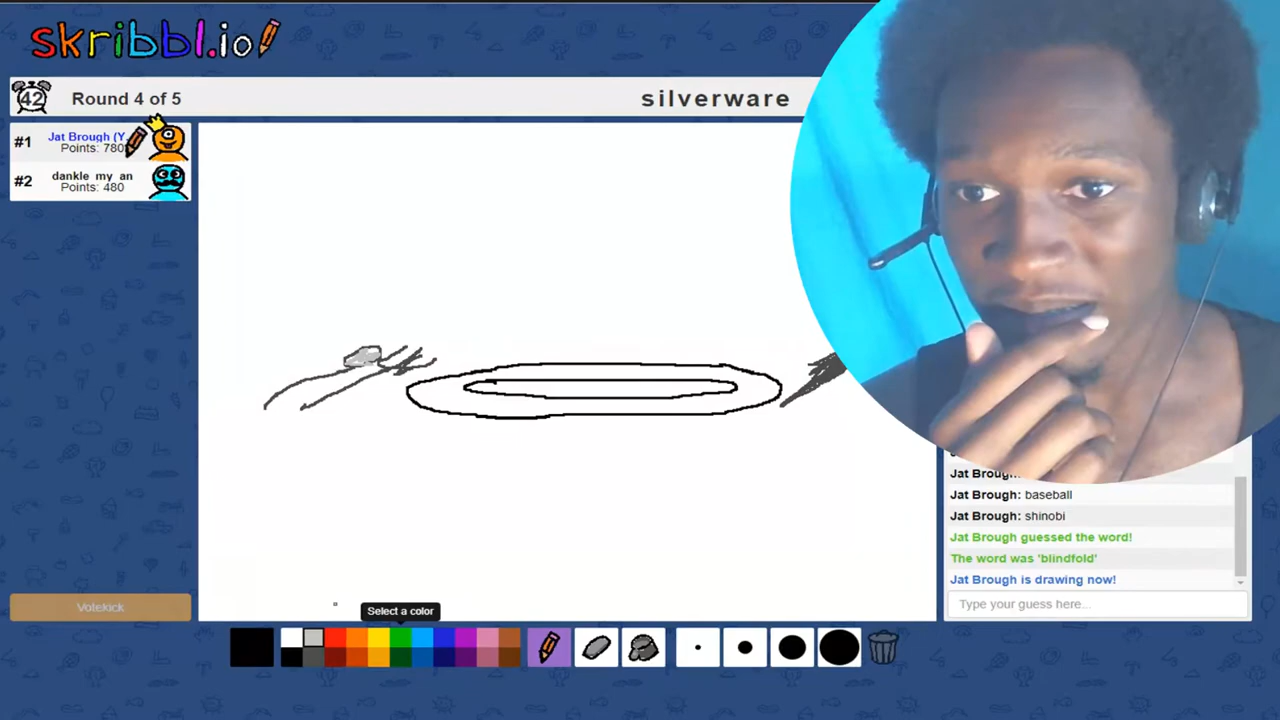 skribbl.io
42
Round 4 of 5
silverware
#1
Jat Brough (Y
Points: 780
#2
dankle my an
Points: 480
Jat Brough:
Jat Brough: baseball
Jat Brough: shinobi
Jat Brough guessed the word!
The word was 'blindfold'
Jat Brough is drawing now!
Type your guess here...
Votekick
Select a color